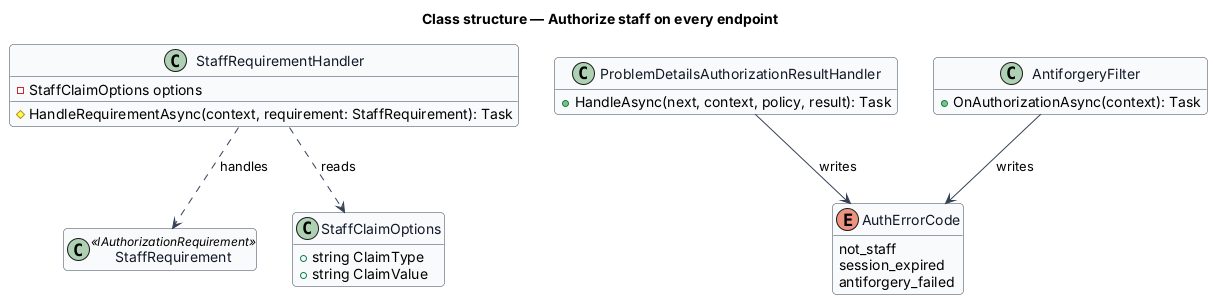 Class structure — Authorize staff on every endpoint
C StaffRequirementHandler
StaffClaimOptions options
HandleRequirementAsync(context, requirement: StaffRequirement): Task
C ProblemDetailsAuthorizationResultHandler
HandleAsync(next, context, policy, result): Task
C AntiforgeryFilter
OnAuthorizationAsync(context): Task
handles
reads
writes
writes
C «IAuthorizationRequirement»
StaffRequirement
C StaffClaimOptions
string ClaimType
string ClaimValue
E AuthErrorCode
not_staff
session_expired
antiforgery_failed